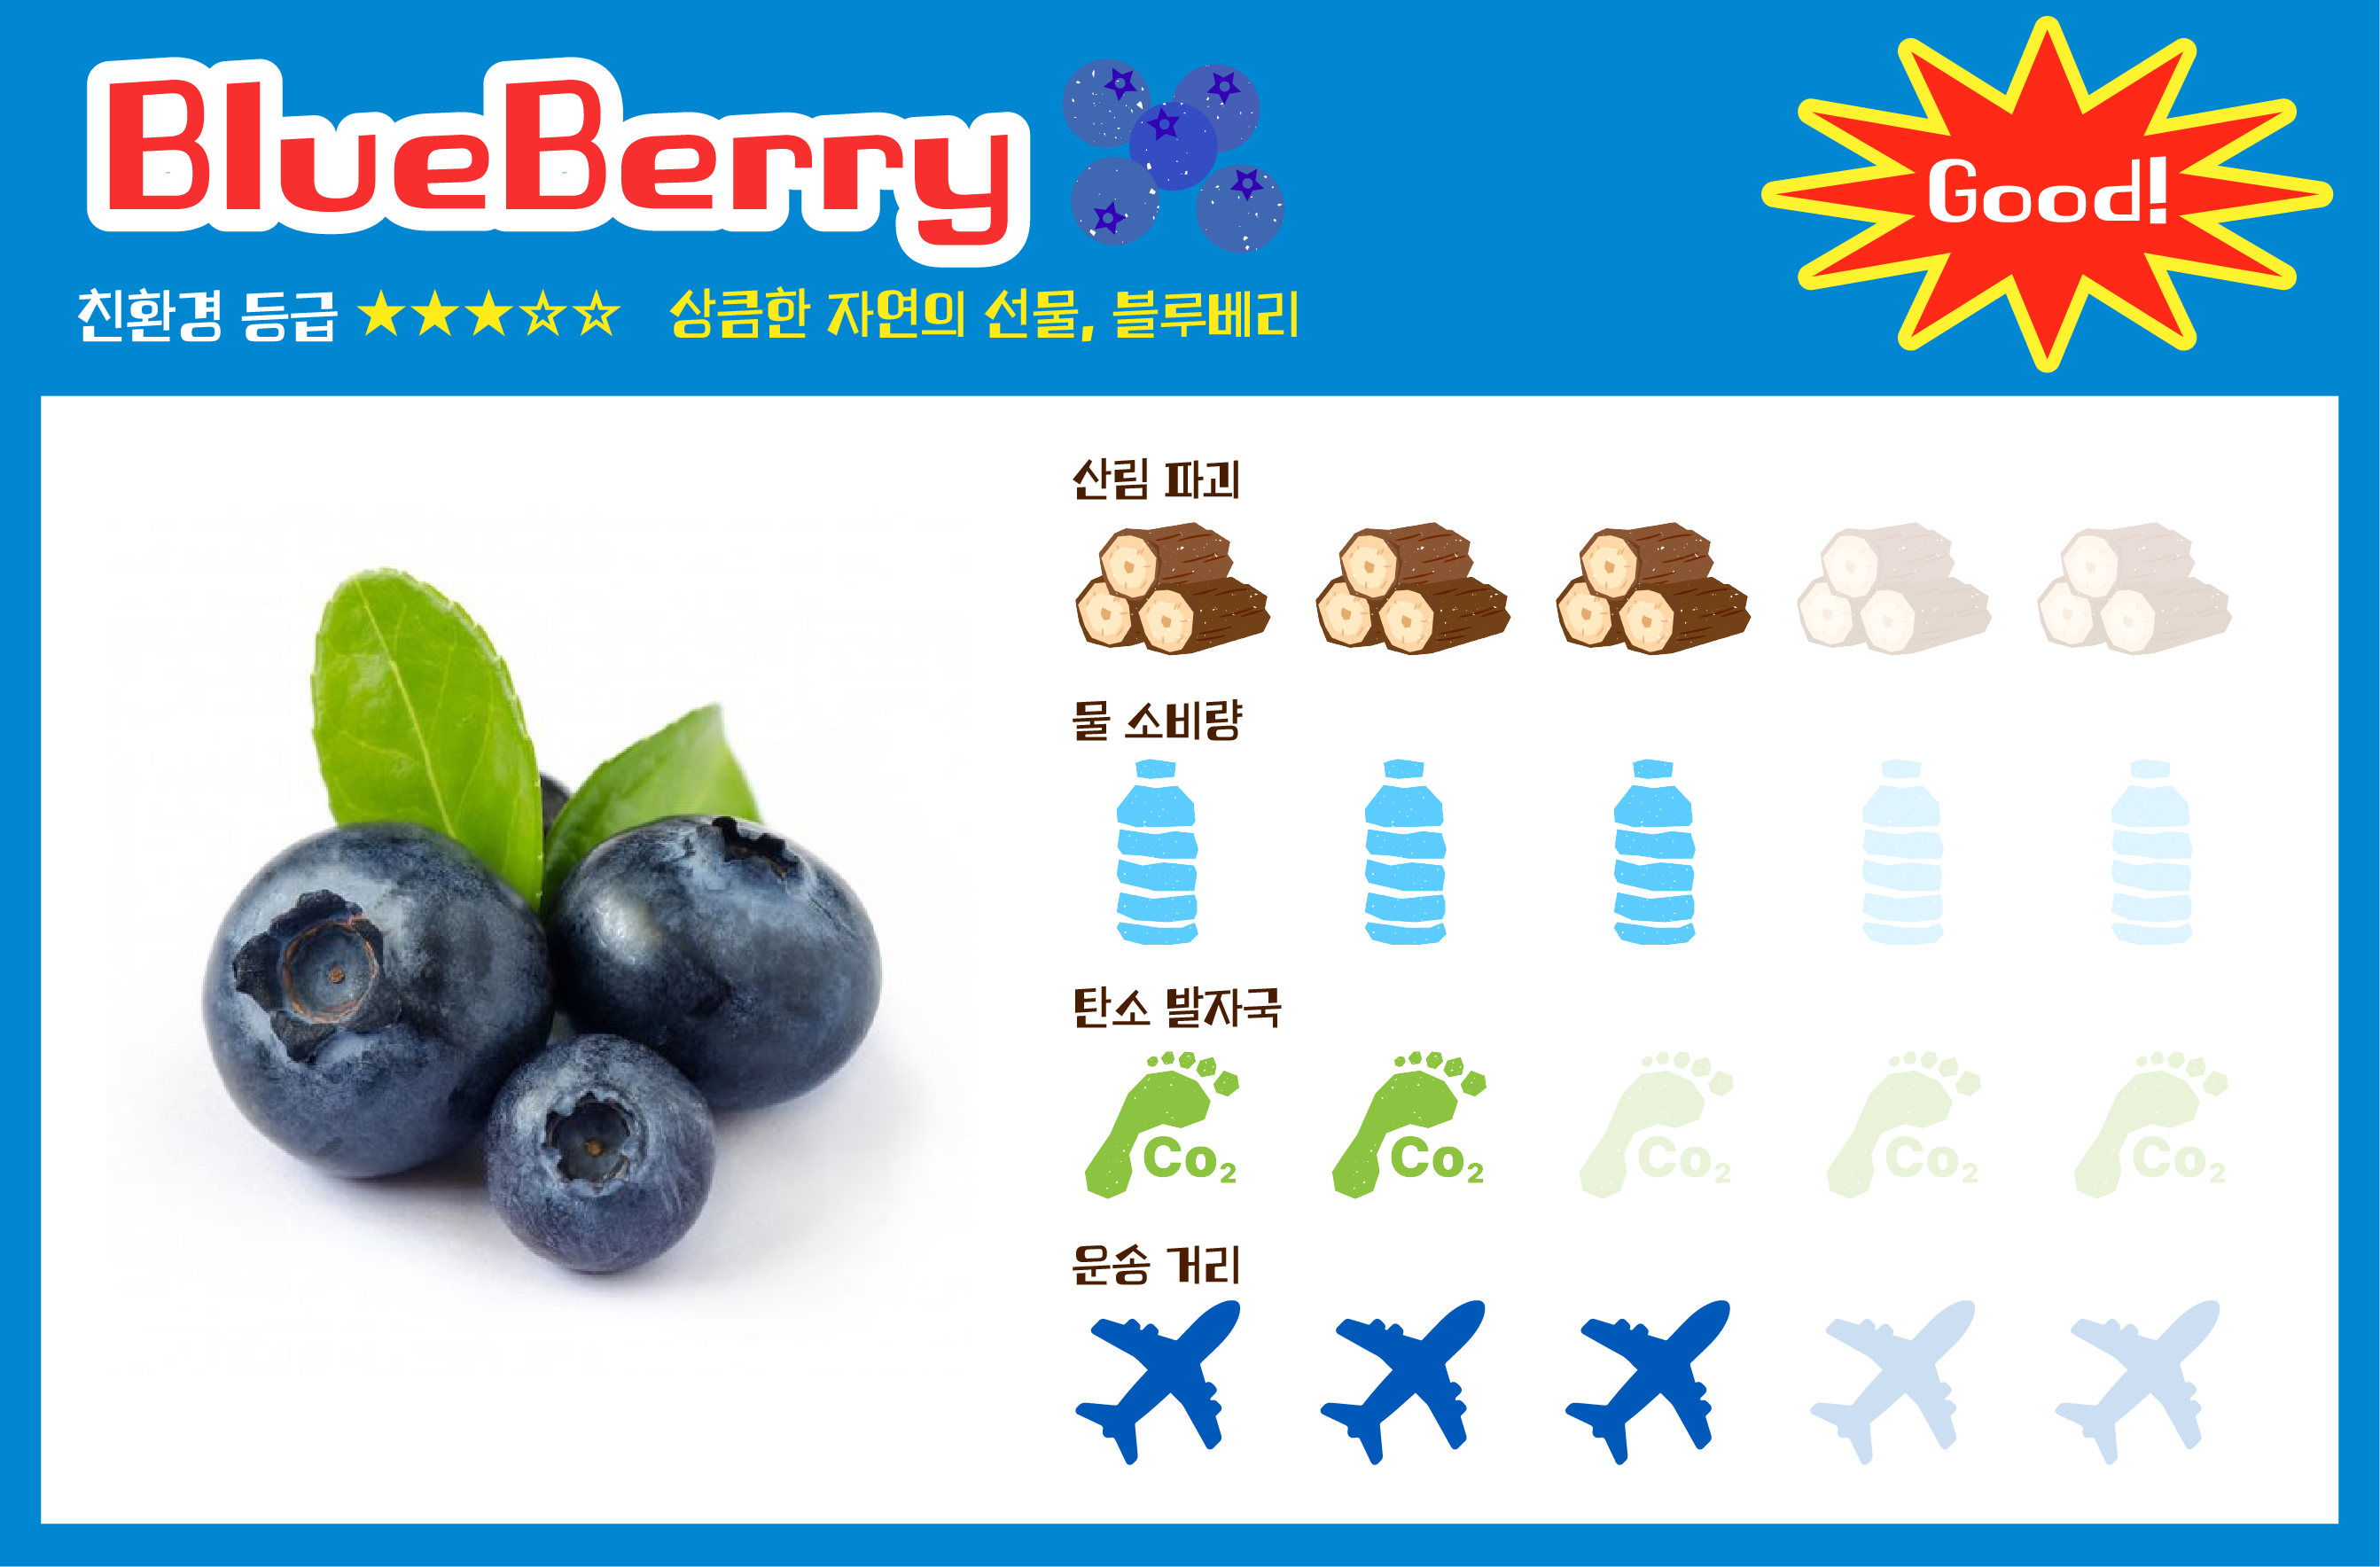 BlueBerry
Good!
친환경 등급 ★★★☆☆ 상큼한 자연의 선물, 블루베리
산림 파괴
물 소비량
탄소 발자국
Co₂ Co₂ Co₂ Co₂ Co₂
운송 거리